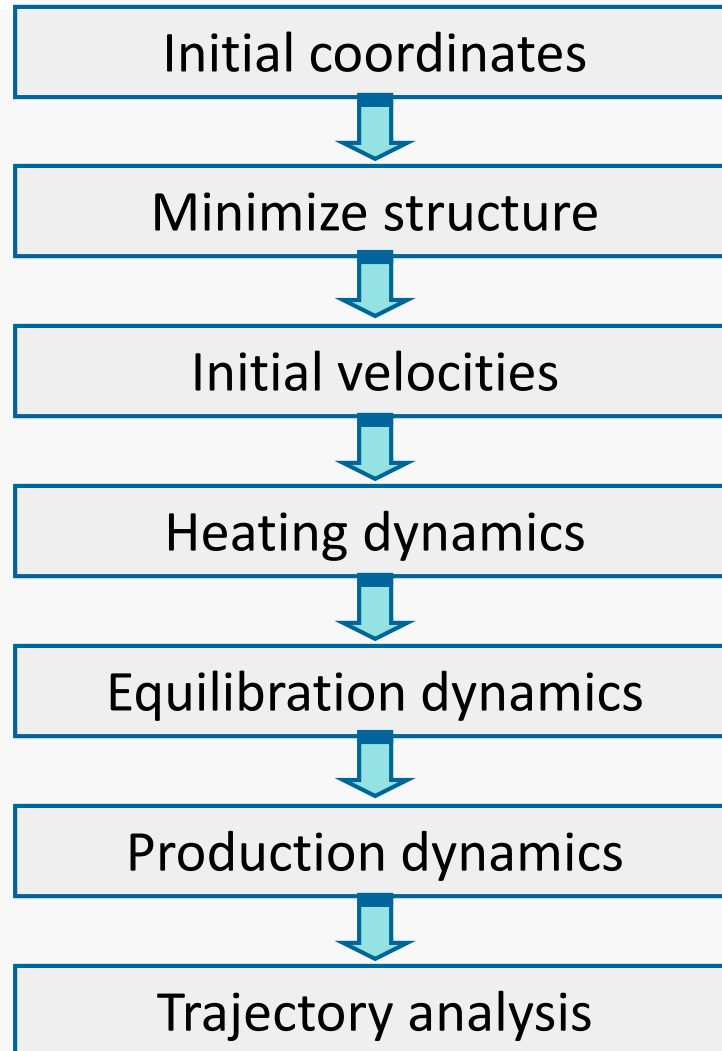 Initial coordinates
Minimize structure
Initial velocities
Heating dynamics
Equilibration dynamics
Production dynamics
Trajectory analysis